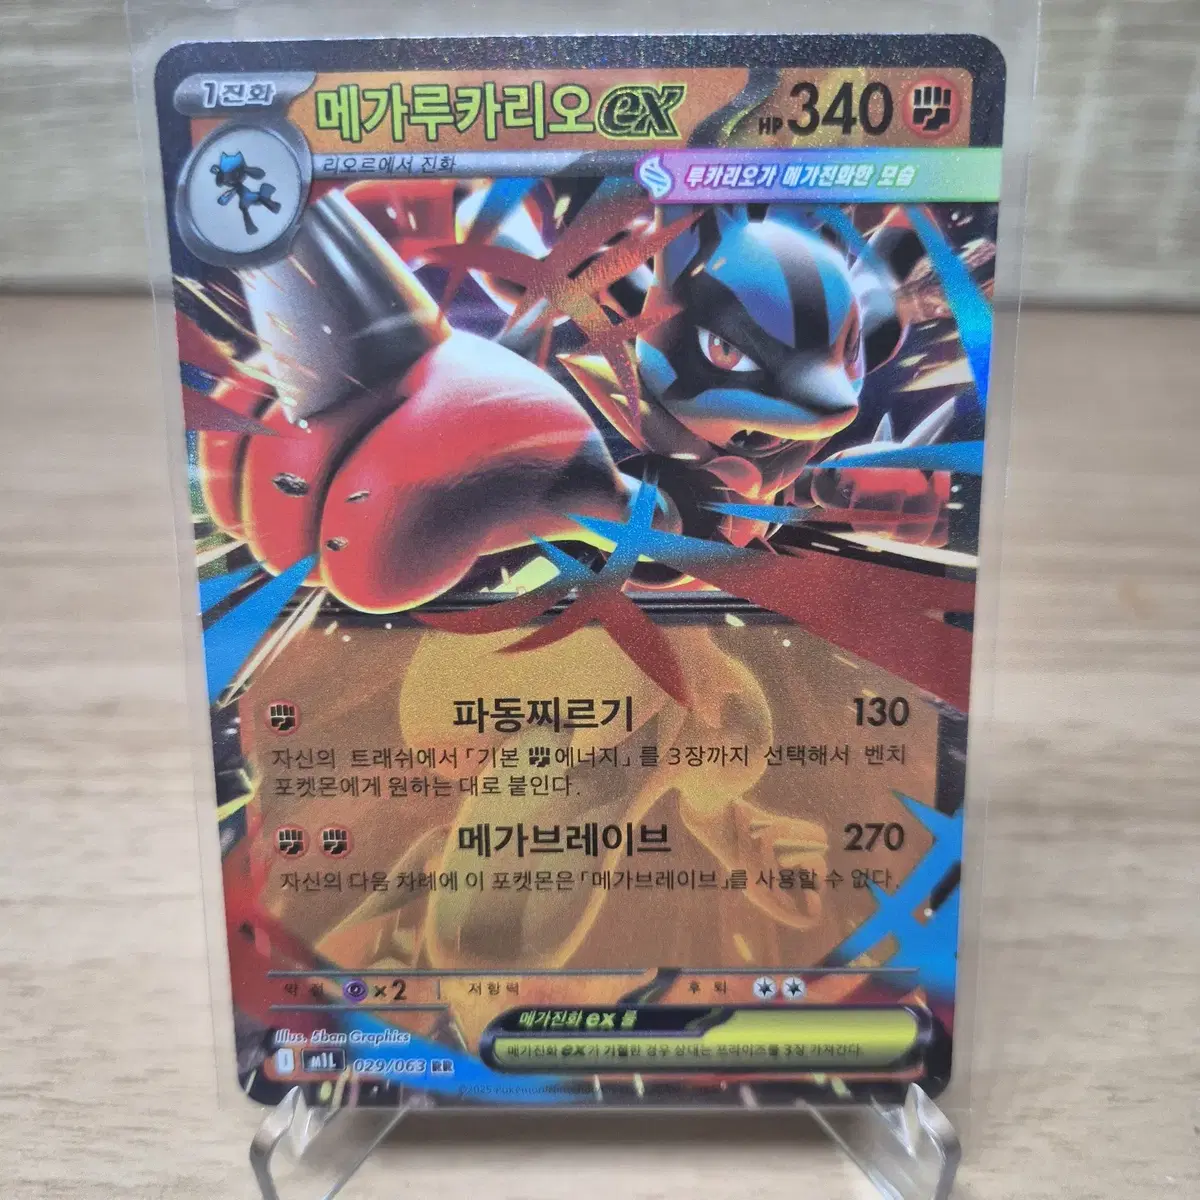 1진화
메가루카리오ex
HP 340
리오르에서 진화
루카리오가 메가진화한 모습
파동찌르기 130
자신의 트래쉬에서 「기본 에너지」를 3장까지 선택해서 벤치
포켓몬에게 원하는 대로 붙인다.
메가브레이브 270
자신의 다음 차례에 이 포켓몬은 「메가브레이브」를 사용할 수 없다.
약점 ×2 저항력 후퇴
메가진화 ex 룰
메가진화 ex가 기절한 경우 상대는 프라이즈를 3장 가져간다.
Illus. 5ban Graphics
I M1L 029/063 RR
©2025 Pokémon